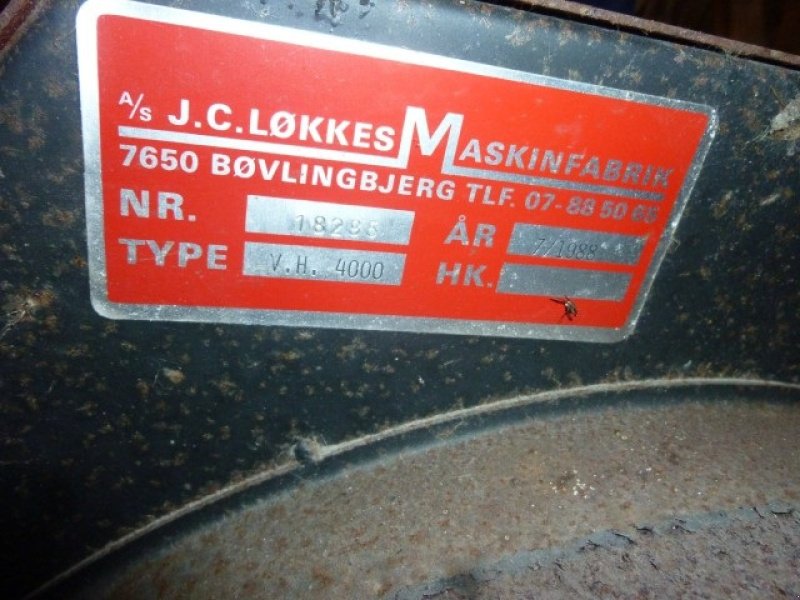 A/S J.C. LØKKES MASKINFABRIK
7650 BØVLINGBJERG TLF. 07-88 50 66
NR. 18285 ÅR 7/1988
TYPE V.H. 4000 HK.